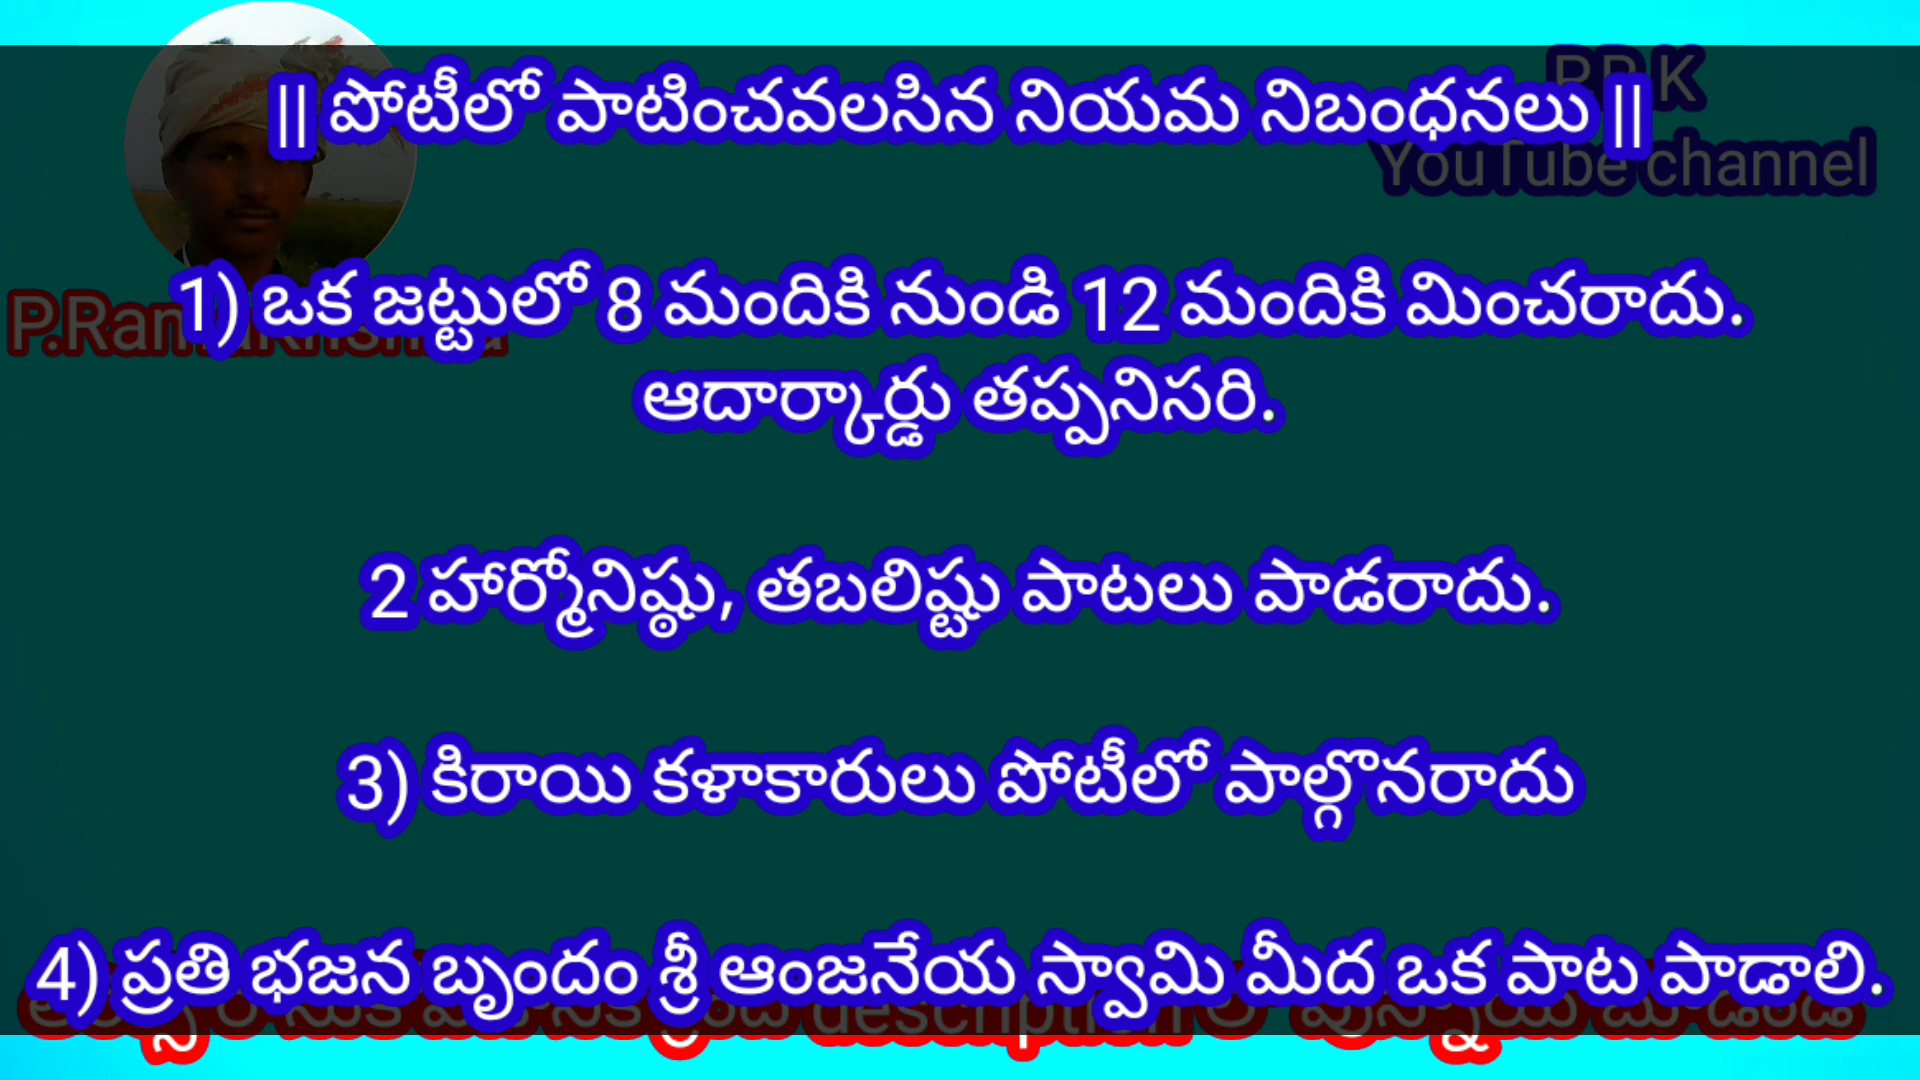 || పోటీలో పాటించవలసిన నియమ నిబంధనలు ||
YouTube channel
1) ఒక జట్టులో 8 మందికి నుండి 12 మందికి మించరాదు.
ఆదార్కార్డు తప్పనిసరి.
2 హార్మోనిష్ఠు, తబలిష్టు పాటలు పాడరాదు.
3) కిరాయి కళాకారులు పోటీలో పాల్గొనరాదు
4) ప్రతి భజన బృందం శ్రీ ఆంజనేయ స్వామి మీద ఒక పాట పాడాలి.
description